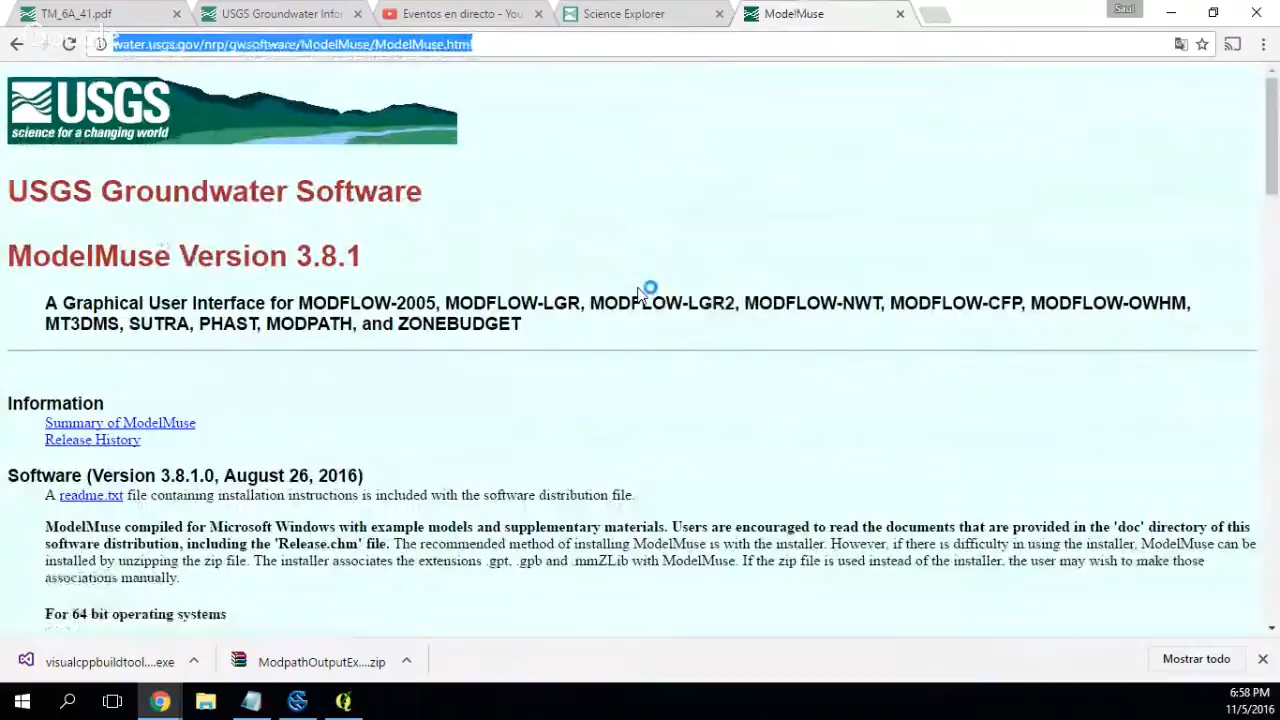 TM_6A_41.pdf
USGS Groundwater Infor
Eventos en directo - You
Science Explorer
ModelMuse
Saul
water.usgs.gov/nrp/gwsoftware/ModelMuse/ModelMuse.html
USGS
science for a changing world
USGS Groundwater Software
ModelMuse Version 3.8.1
A Graphical User Interface for MODFLOW-2005, MODFLOW-LGR, MODFLOW-LGR2, MODFLOW-NWT, MODFLOW-CFP, MODFLOW-OWHM,
MT3DMS, SUTRA, PHAST, MODPATH, and ZONEBUDGET
Information
Summary of ModelMuse
Release History
Software (Version 3.8.1.0, August 26, 2016)
A readme.txt file containing installation instructions is included with the software distribution file.
ModelMuse compiled for Microsoft Windows with example models and supplementary materials. Users are encouraged to read the documents that are provided in the 'doc' directory of this
software distribution, including the 'Release.chm' file. The recommended method of installing ModelMuse is with the installer. However, if there is difficulty in using the installer, ModelMuse can be
installed by unzipping the zip file. The installer associates the extensions .gpt, .gpb and .mmZLib with ModelMuse. If the zip file is used instead of the installer, the user may wish to make those
associations manually.
For 64 bit operating systems
visualcppbuildtool....exe
ModpathOutputEx....zip
Mostrar todo
6:58 PM
11/5/2016